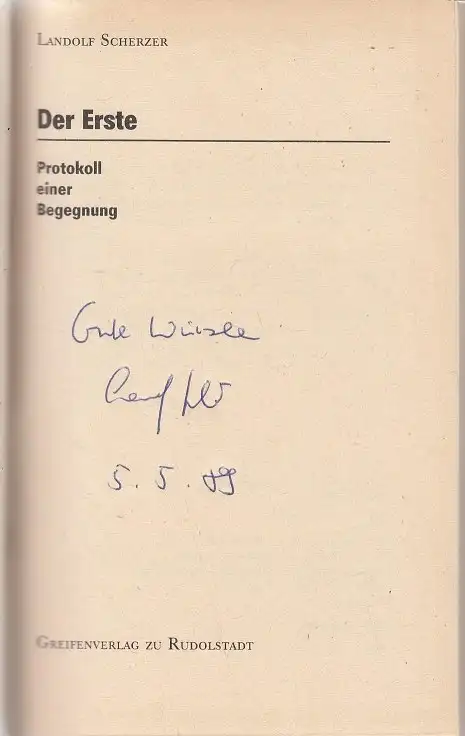 LANDOLF SCHERZER
Der Erste
Protokoll
einer
Begegnung
Gute Wünsche
5. 5. 89
GREIFENVERLAG ZU RUDOLSTADT